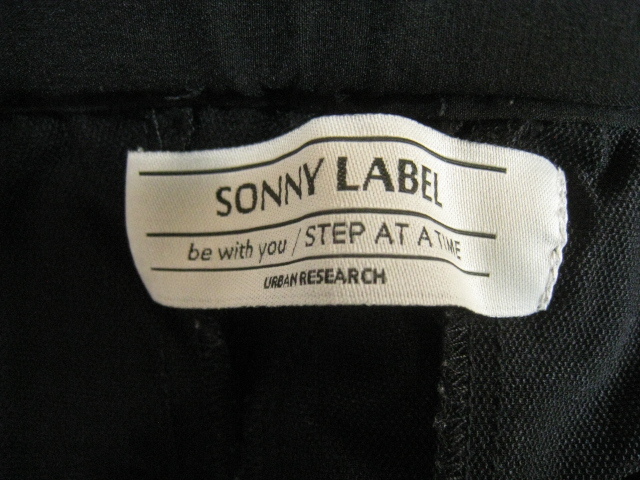 SONNY LABEL
be with you / STEP AT A TIME
URBAN RESEARCH